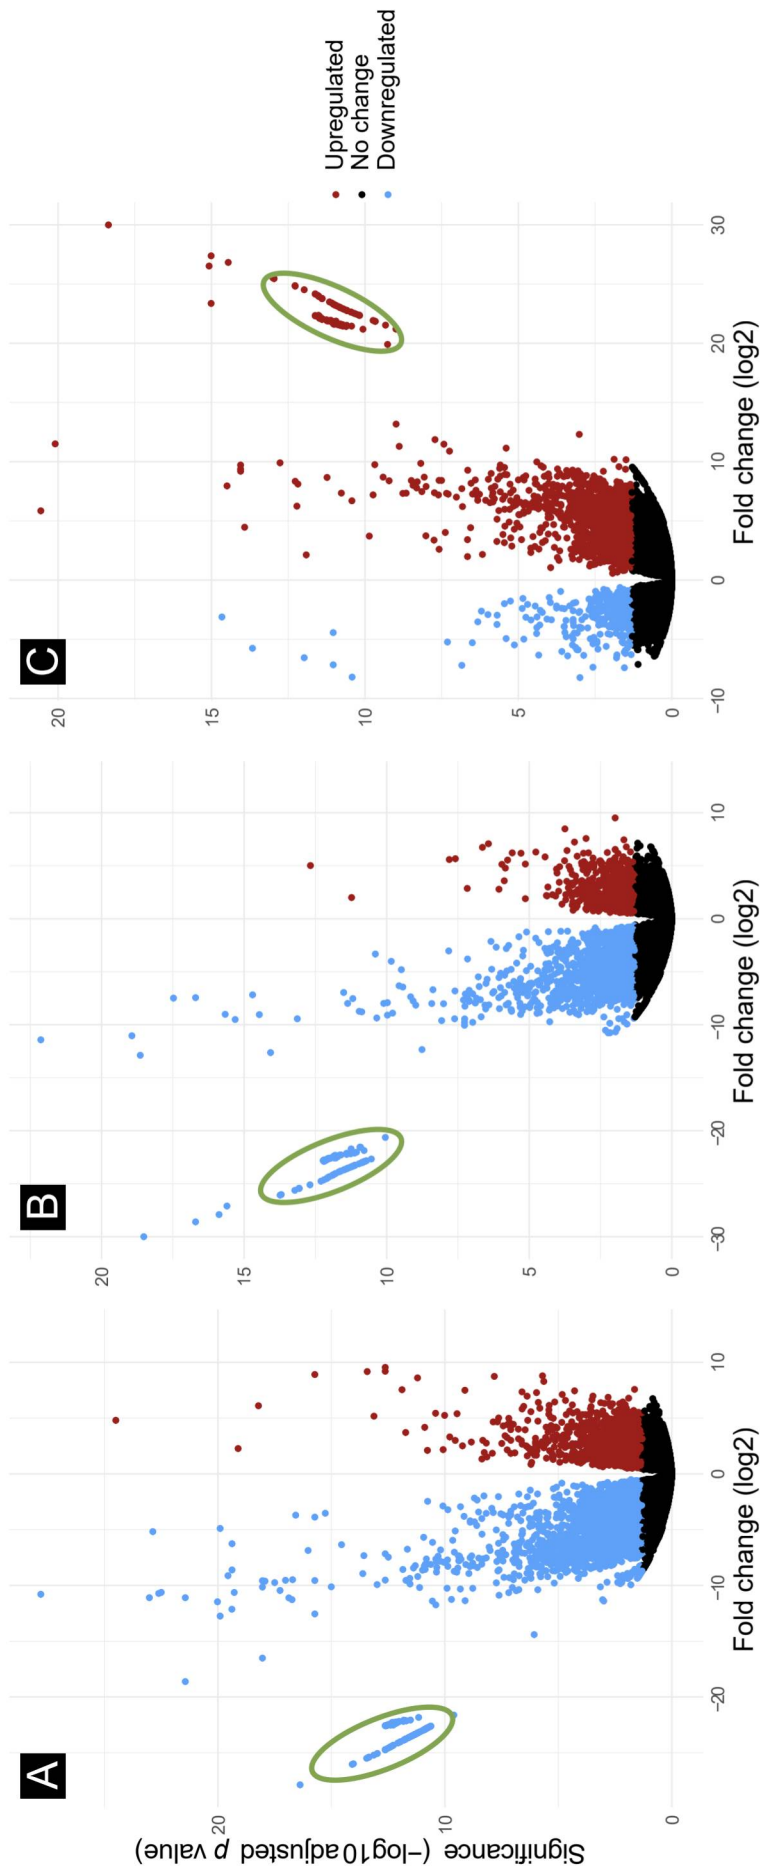 A
B
C
Significance (−log10 adjusted p value)
20
10
0
−20
−10
0
10
Fold change (log2)
20
15
10
5
0
−30
−20
−10
0
10
Fold change (log2)
20
15
10
5
0
−10
0
10
20
30
Fold change (log2)
Upregulated
No change
Downregulated